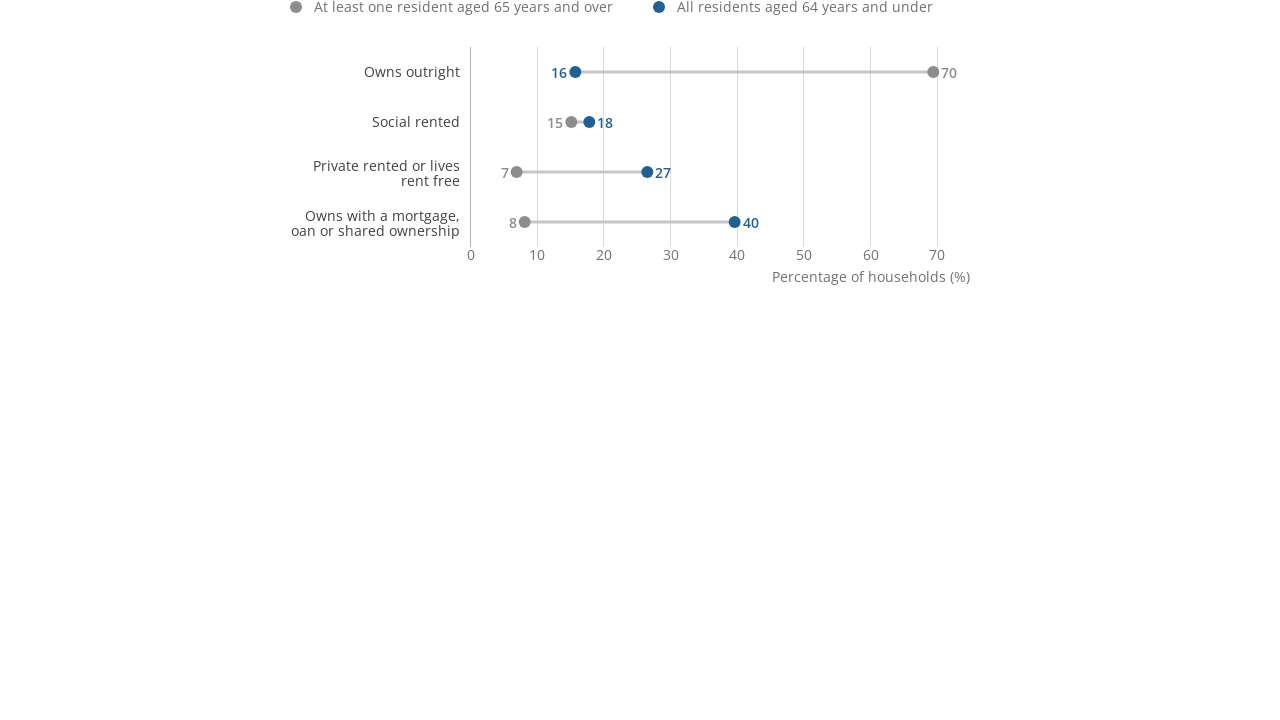 At least one resident aged 65 years and over
All residents aged 64 years and under
Owns outright
16
70
Social rented
15
18
Private rented or lives
rent free
7
27
Owns with a mortgage,
oan or shared ownership
8
40
0 10 20 30 40 50 60 70
Percentage of households (%)